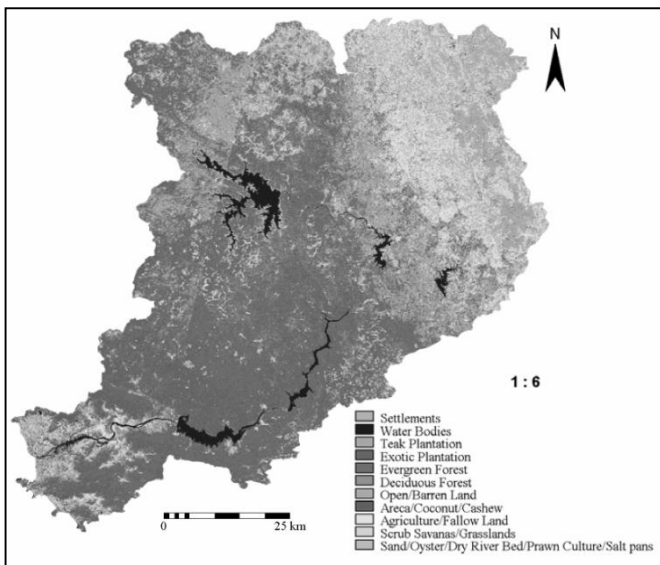 N
1 : 6
Settlements
Water Bodies
Teak Plantation
Exotic Plantation
Evergreen Forest
Deciduous Forest
Open/Barren Land
Areca/Coconut/Cashew
Agriculture/Fallow Land
Scrub Savanas/Grasslands
Sand/Oyster/Dry River Bed/Prawn Culture/Salt pans
0 25 km